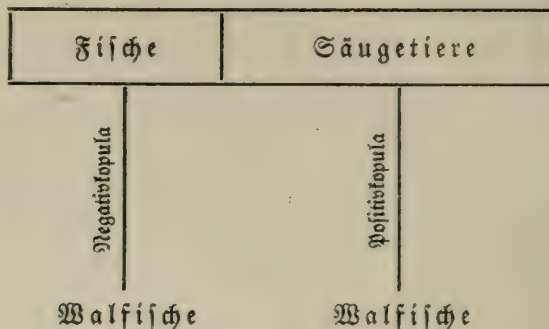 Fiſche Säugetiere
Negativkopula Poſitivkopula
Walfiſche Walfiſche